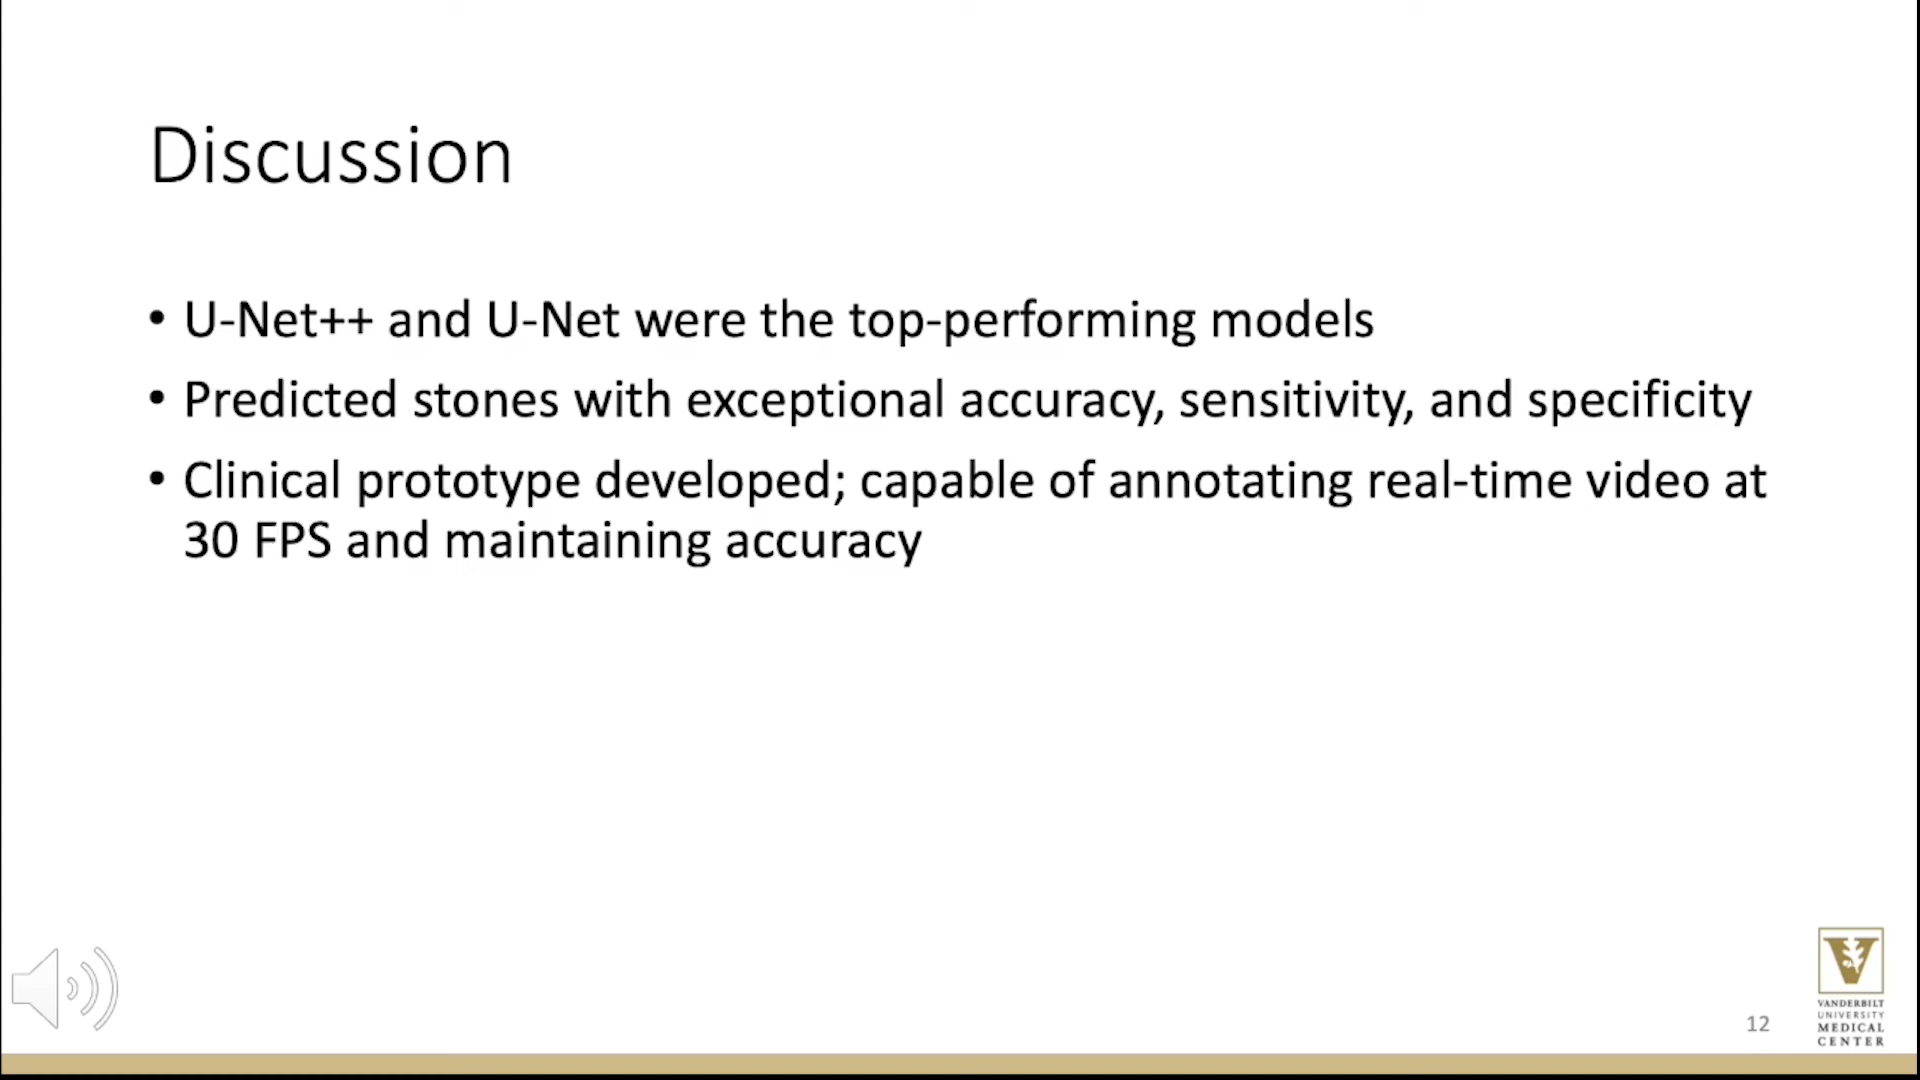 Discussion
• U-Net++ and U-Net were the top-performing models
• Predicted stones with exceptional accuracy, sensitivity, and specificity
• Clinical prototype developed; capable of annotating real-time video at
30 FPS and maintaining accuracy
12
V
VANDERBILT
UNIVERSITY
MEDICAL
CENTER